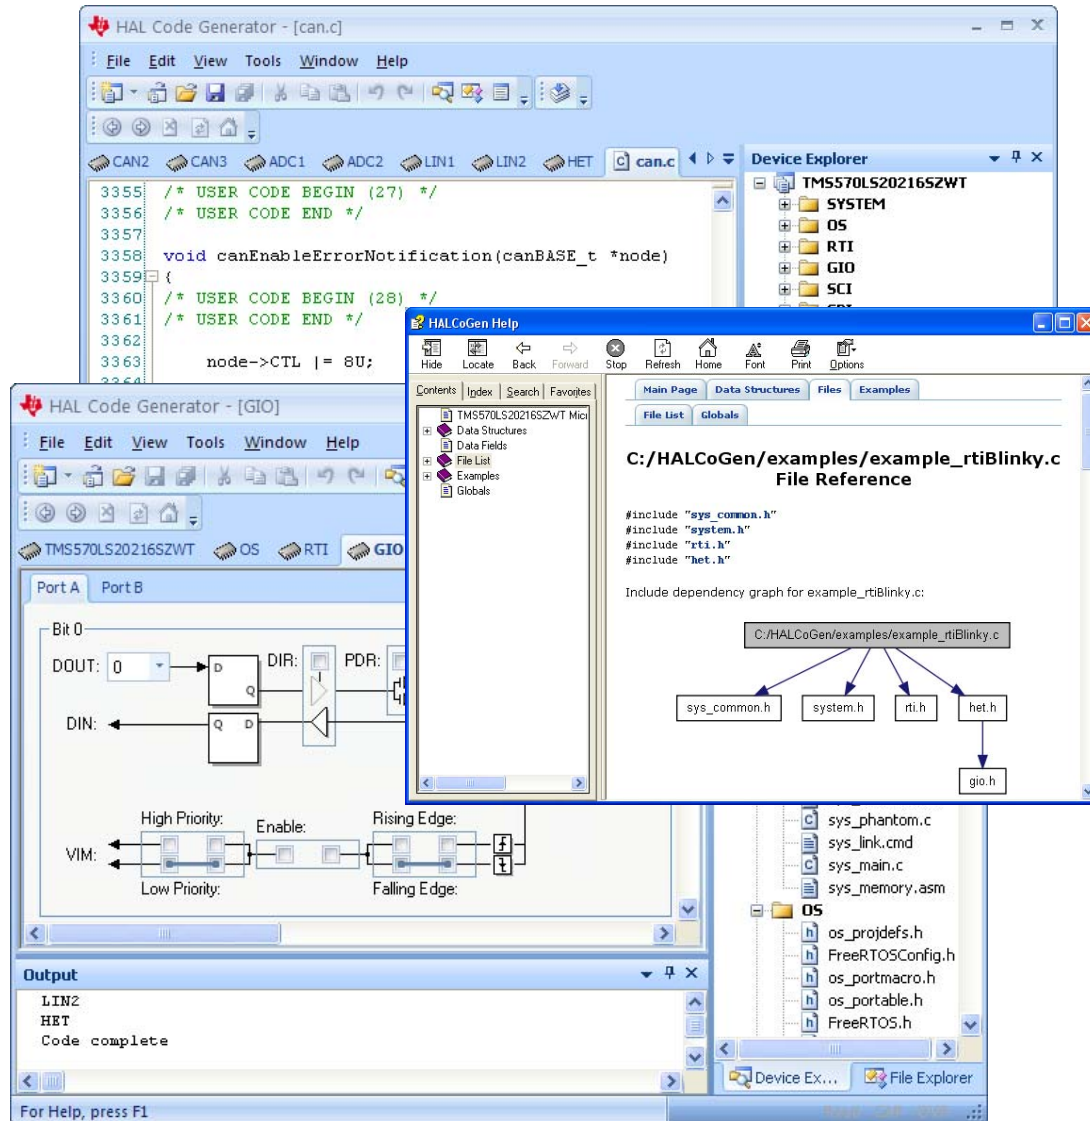 HAL Code Generator - [can.c]
File Edit View Tools Window Help
CAN2 CAN3 ADC1 ADC2 LIN1 LIN2 HET can.c
3355 /* USER CODE BEGIN (27) */
3356 /* USER CODE END */
3357
3358 void canEnableErrorNotification(canBASE_t *node)
3359 {
3360 /* USER CODE BEGIN (28) */
3361 /* USER CODE END */
3362
3363 node->CTL |= 8U;
Device Explorer
TMS570LS20216SZWT
SYSTEM
OS
RTI
GIO
SCI
HALCoGen Help
Hide Locate Back Forward Stop Refresh Home Font Print Options
Contents Index Search Favorites
TMS570LS20216SZWT Micr
Data Structures
Data Fields
File List
Examples
Globals
Main Page Data Structures Files Examples
File List Globals
C:/HALCoGen/examples/example_rtiBlinky.c
File Reference
#include "sys_common.h"
#include "system.h"
#include "rti.h"
#include "het.h"
Include dependency graph for example_rtiBlinky.c:
C:/HALCoGen/examples/example_rtiBlinky.c
sys_common.h system.h rti.h het.h
gio.h
HAL Code Generator - [GIO]
File Edit View Tools Window Help
TMS570LS20216SZWT OS RTI GIO
Port A Port B
Bit 0
DOUT: 0 D Q DIR: PDR:
DIN: Q D
High Priority: Enable: Rising Edge:
VIM:
Low Priority: Falling Edge:
Output
LIN2
HET
Code complete
sys_phantom.c
sys_link.cmd
sys_main.c
sys_memory.asm
OS
os_projdefs.h
FreeRTOSConfig.h
os_portmacro.h
os_portable.h
FreeRTOS.h
Device Ex... File Explorer
For Help, press F1